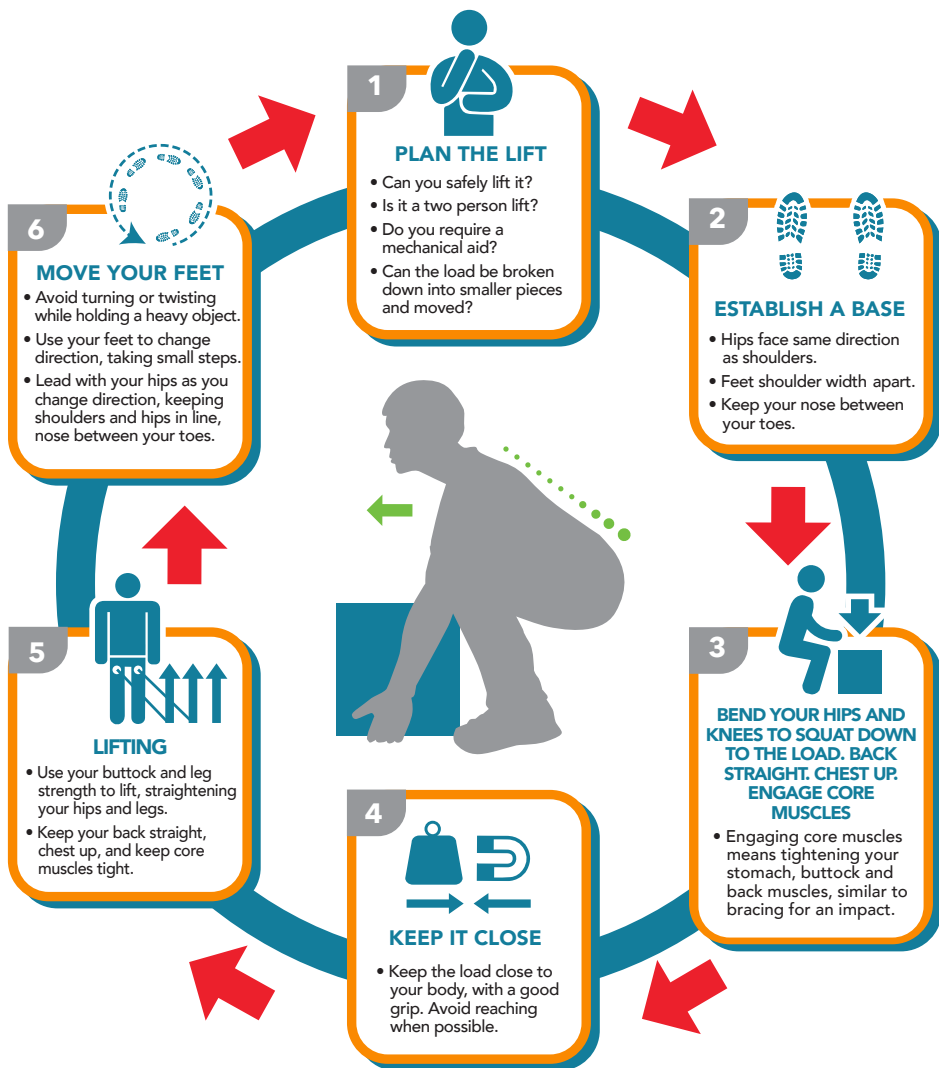 1
PLAN THE LIFT
• Can you safely lift it?
• Is it a two person lift?
• Do you require a
mechanical aid?
• Can the load be broken
down into smaller pieces
and moved?
2
ESTABLISH A BASE
• Hips face same direction
as shoulders.
• Feet shoulder width apart.
• Keep your nose between
your toes.
3
BEND YOUR HIPS AND
KNEES TO SQUAT DOWN
TO THE LOAD. BACK
STRAIGHT. CHEST UP.
ENGAGE CORE
MUSCLES
• Engaging core muscles
means tightening your
stomach, buttock and
back muscles, similar to
bracing for an impact.
4
KEEP IT CLOSE
• Keep the load close to
your body, with a good
grip. Avoid reaching
when possible.
5
LIFTING
• Use your buttock and leg
strength to lift, straightening
your hips and legs.
• Keep your back straight,
chest up, and keep core
muscles tight.
6
MOVE YOUR FEET
• Avoid turning or twisting
while holding a heavy object.
• Use your feet to change
direction, taking small steps.
• Lead with your hips as you
change direction, keeping
shoulders and hips in line,
nose between your toes.